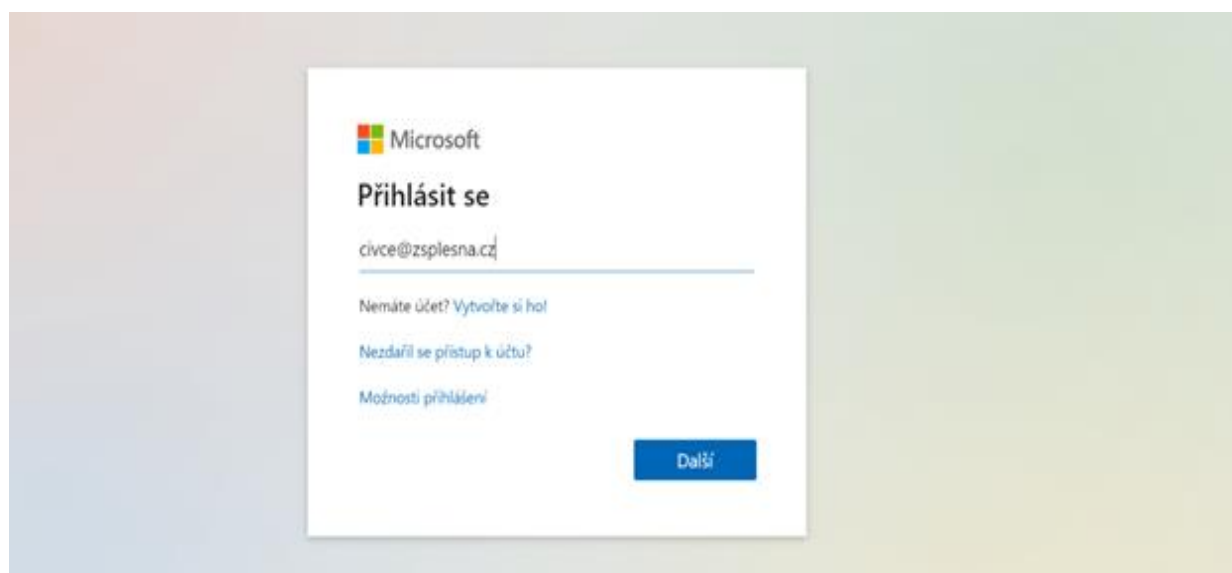 Microsoft
Přihlásit se
civce@zsplesna.cz
Nemáte účet? Vytvořte si ho!
Nezdařil se přístup k účtu?
Možnosti přihlášení
Další